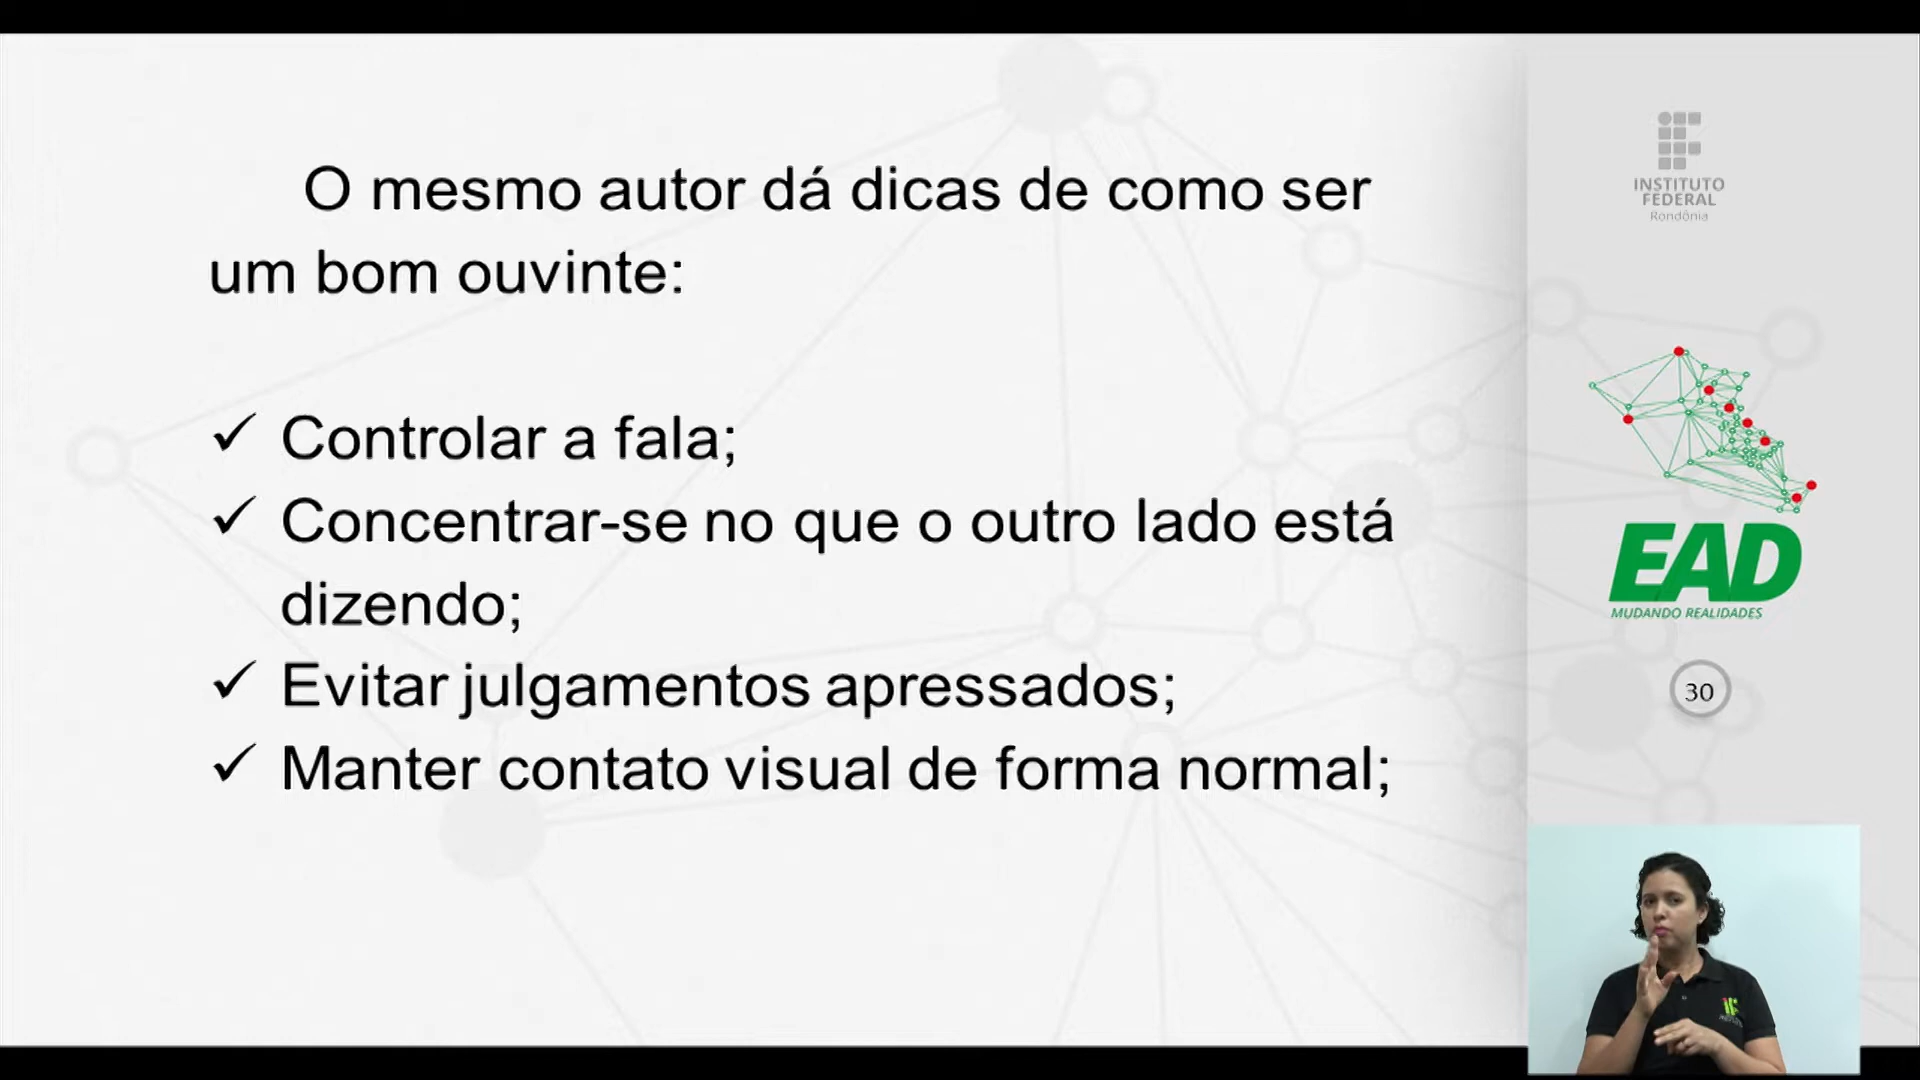 O mesmo autor dá dicas de como ser
um bom ouvinte:
✓ Controlar a fala;
✓ Concentrar-se no que o outro lado está
dizendo;
✓ Evitar julgamentos apressados;
✓ Manter contato visual de forma normal;
INSTITUTO
FEDERAL
Rondônia
EAD
MUDANDO REALIDADES
30